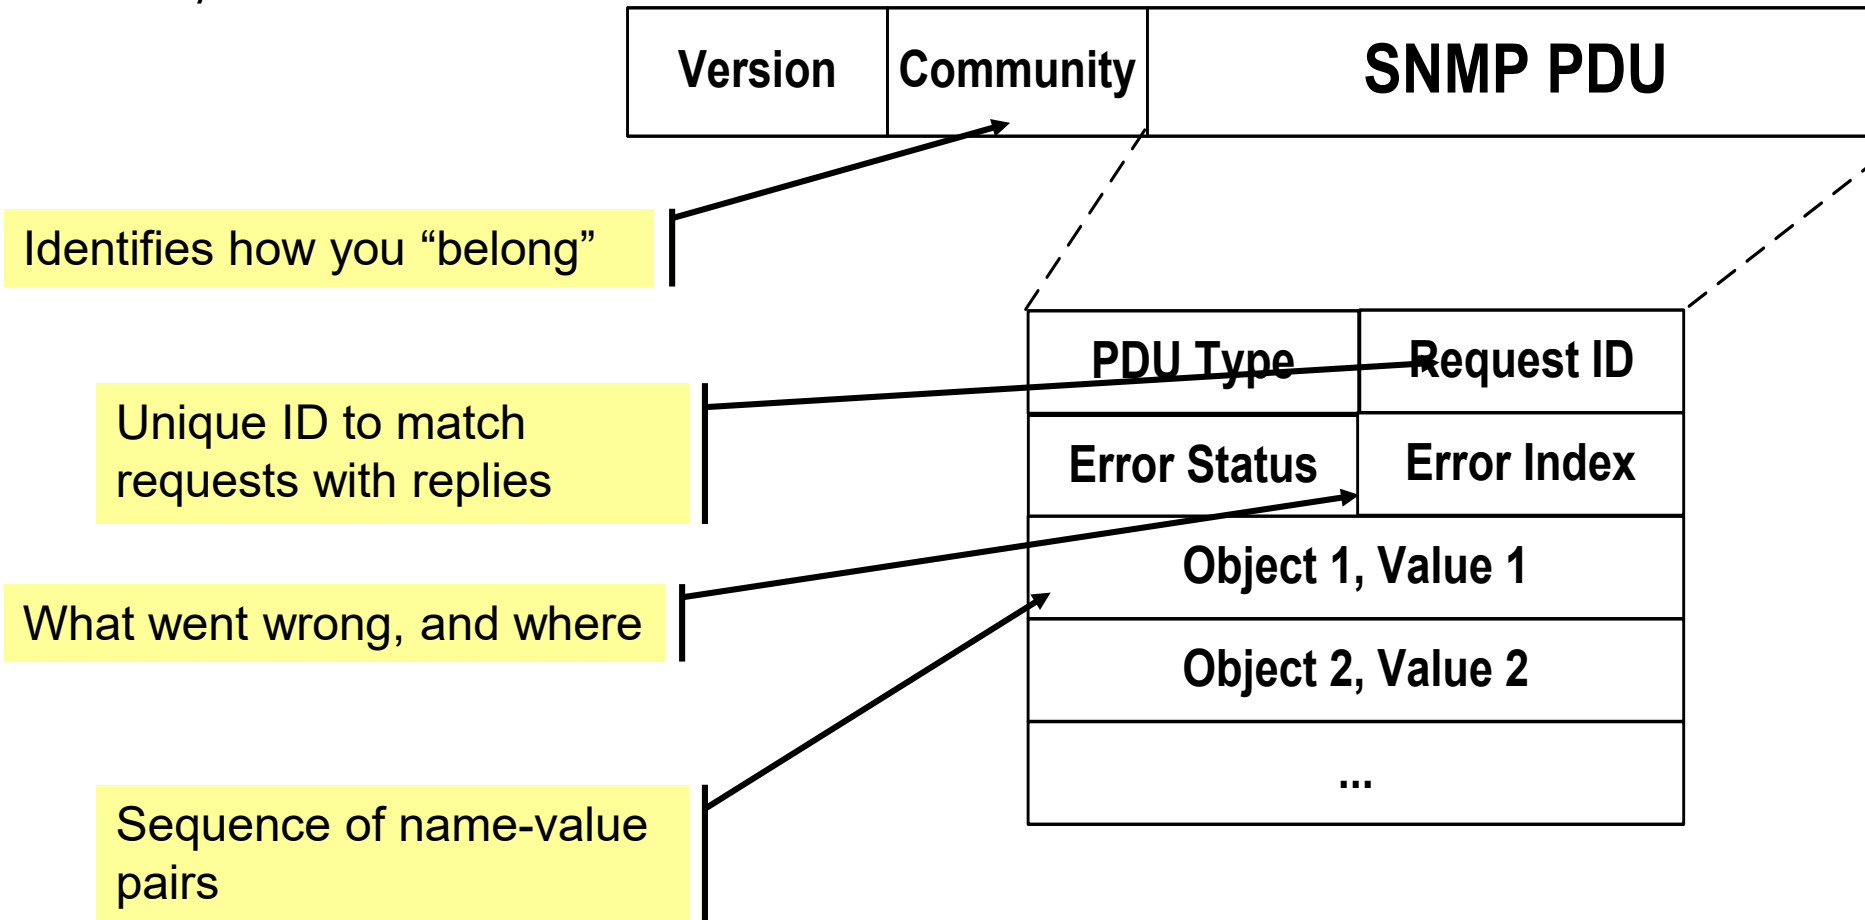 Version
Community
SNMP PDU
Identifies how you “belong”
PDU Type
Request ID
Unique ID to match
requests with replies
Error Status
Error Index
Object 1, Value 1
What went wrong, and where
Object 2, Value 2
...
Sequence of name-value
pairs